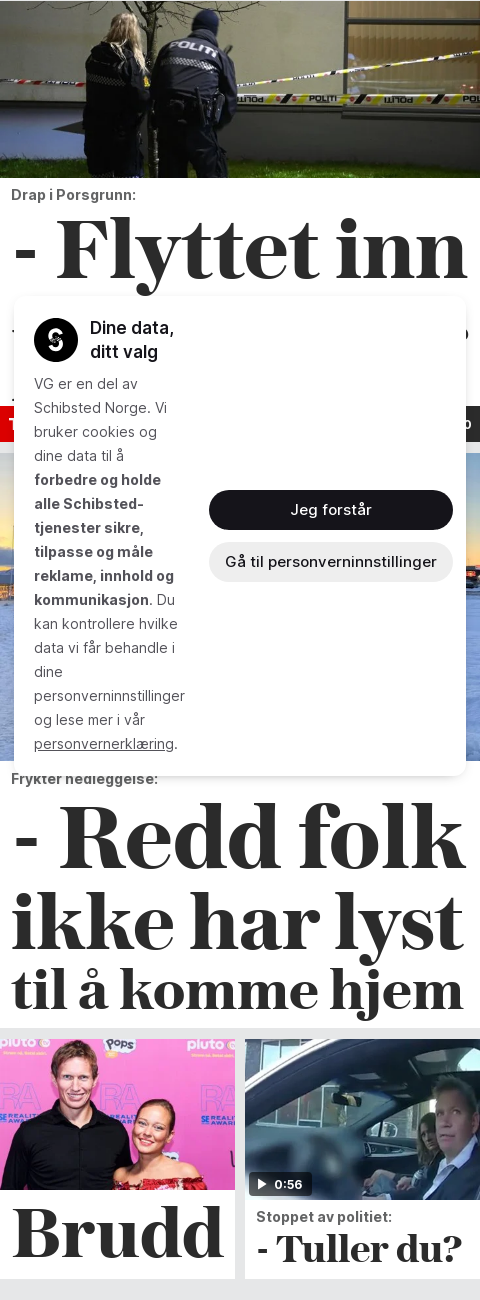 POLITI
POLITI
POLITI
POLITI
Drap i Porsgrunn:
- Flyttet inn
Dine data,
ditt valg
VG er en del av
Schibsted Norge. Vi
bruker cookies og
dine data til å
forbedre og holde
alle Schibsted-
tjenester sikre,
tilpasse og måle
reklame, innhold og
kommunikasjon. Du
kan kontrollere hvilke
data vi får behandle i
dine
personverninnstillinger
og lese mer i vår
personvernerklæring.
Jeg forstår
Gå til personverninnstillinger
Frykter nedleggelse:
- Redd folk
ikke har lyst
til å komme hjem
pluto
Pops
pluto
Brudd
0:56
Stoppet av politiet:
- Tuller du?